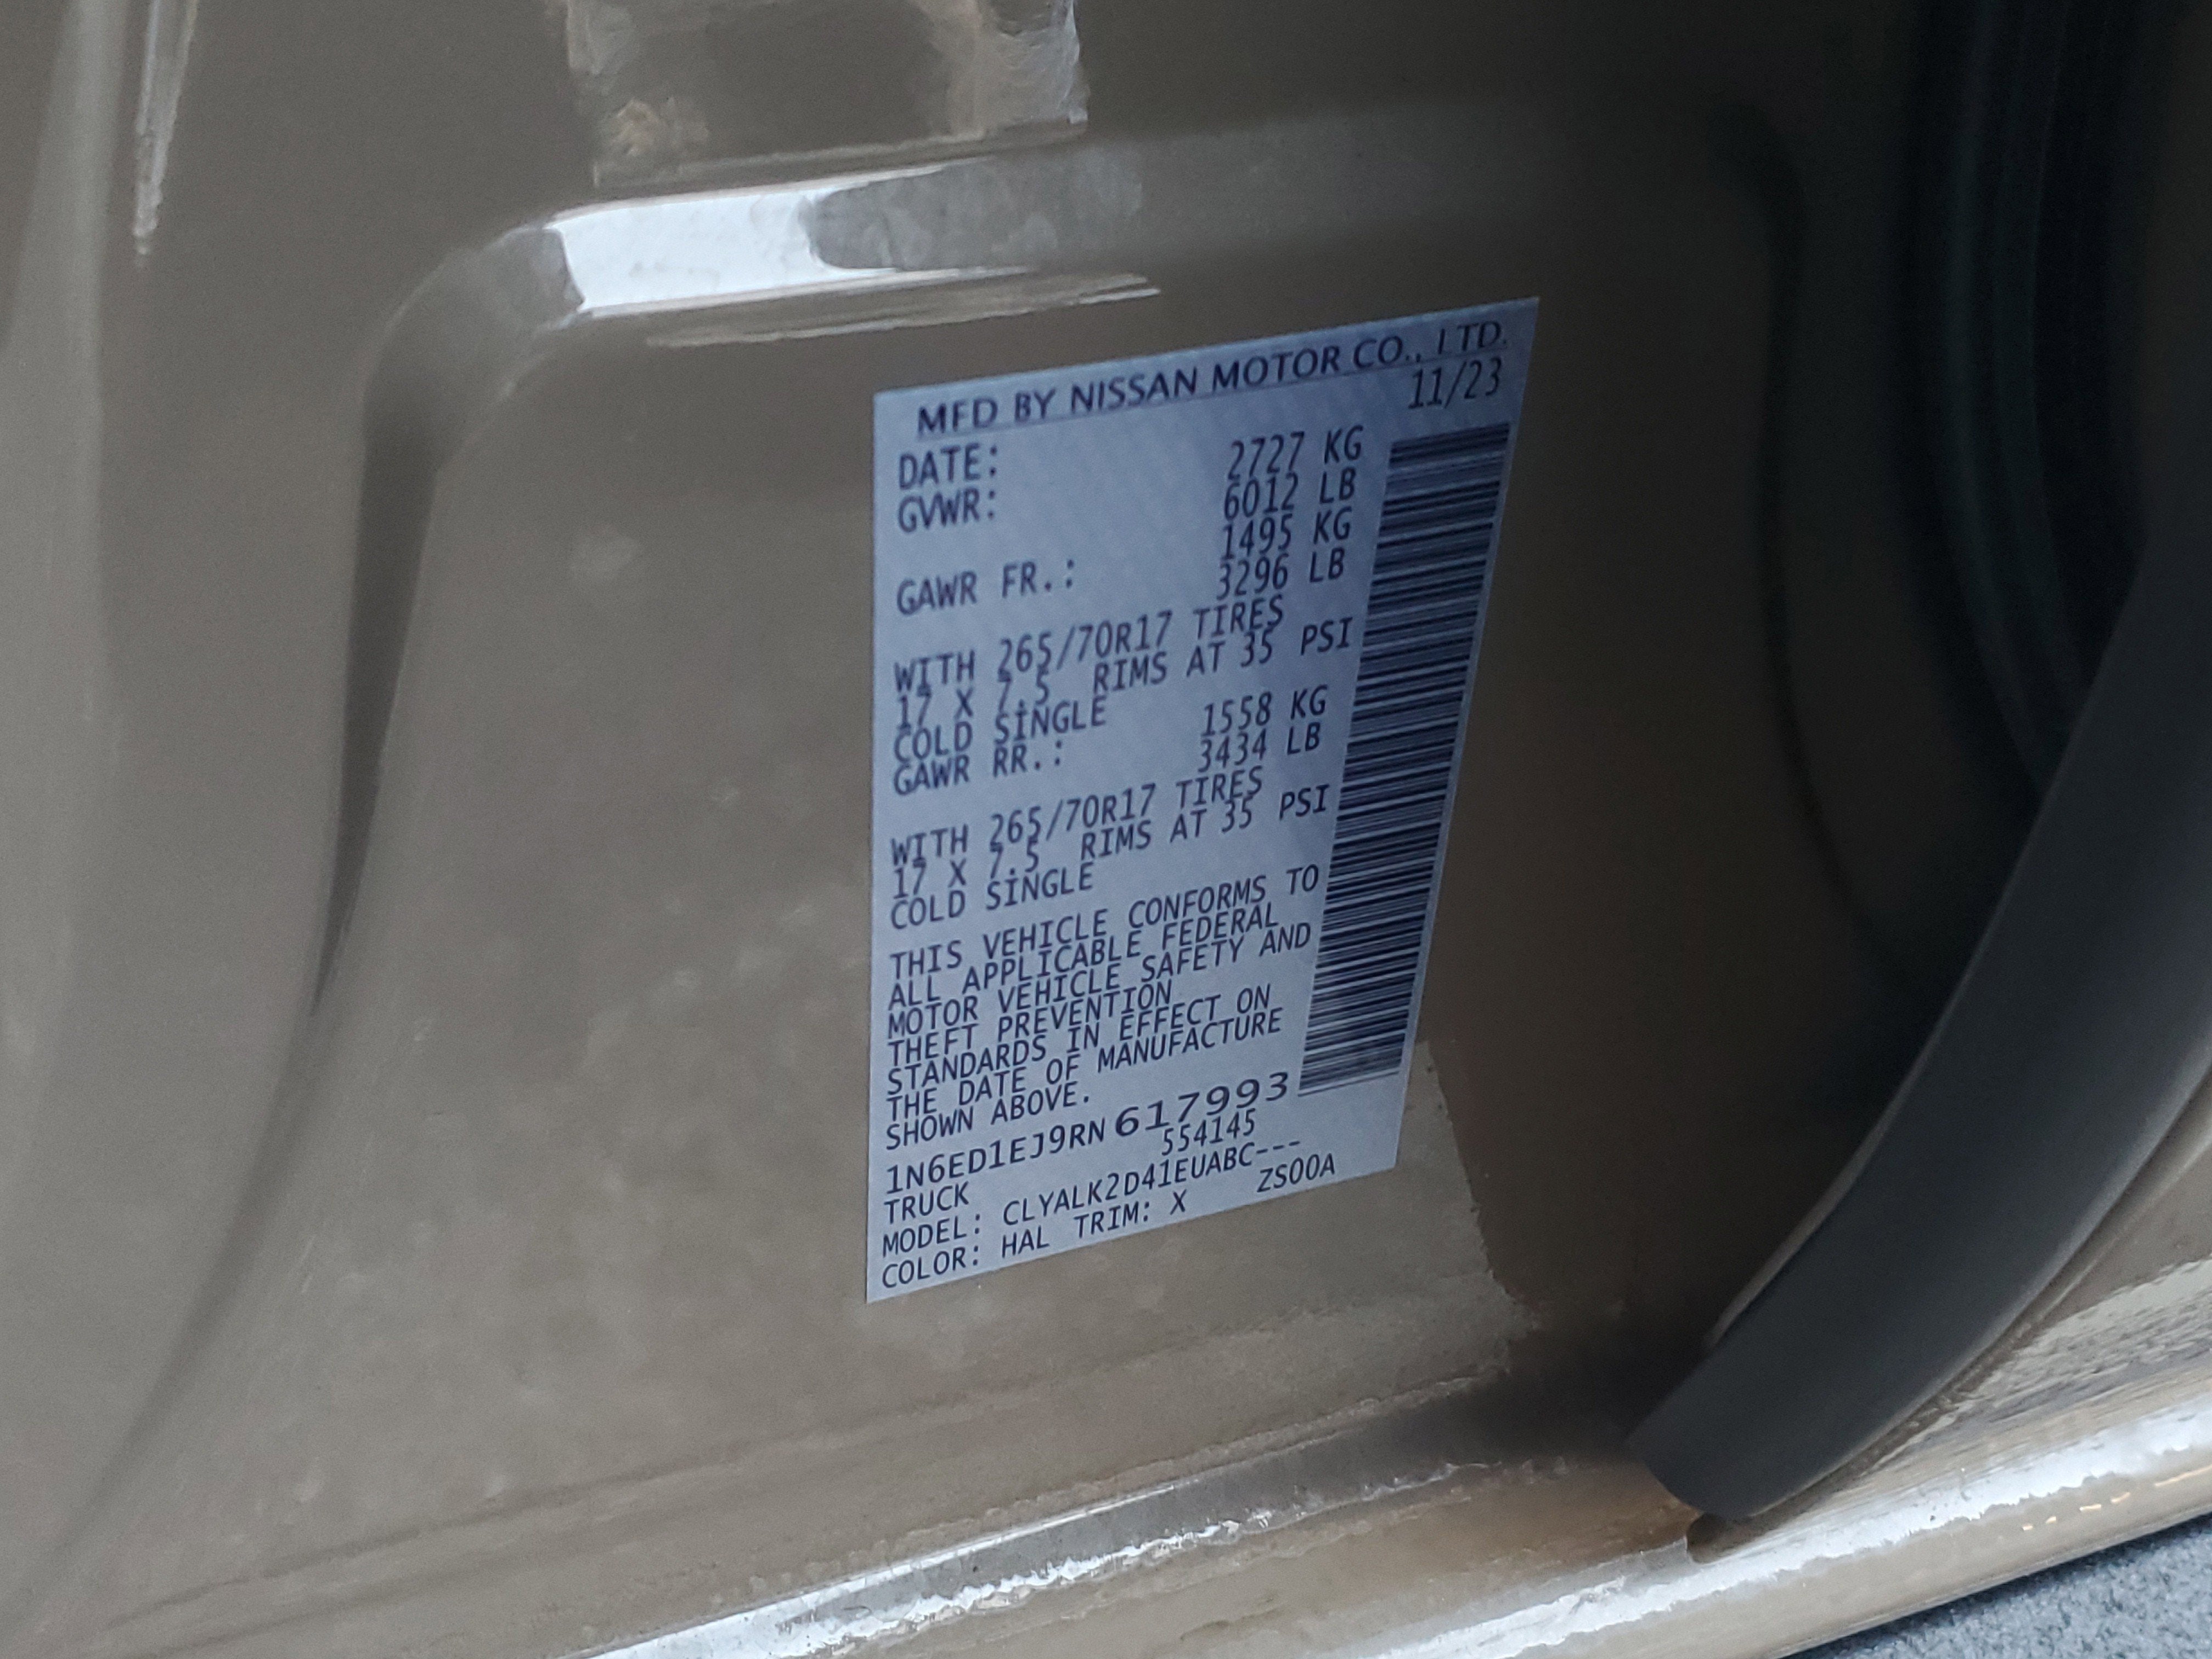 MFD BY NISSAN MOTOR CO., LTD.
DATE: 11/23
GVWR: 2727 KG
6012 LB
GAWR FR.: 1495 KG
3296 LB
WITH 265/70R17 TIRES
17 X 7.5 RIMS AT 35 PSI
COLD SINGLE
GAWR RR.: 1558 KG
3434 LB
WITH 265/70R17 TIRES
17 X 7.5 RIMS AT 35 PSI
COLD SINGLE
THIS VEHICLE CONFORMS TO
ALL APPLICABLE FEDERAL
MOTOR VEHICLE SAFETY AND
THEFT PREVENTION
STANDARDS IN EFFECT ON
THE DATE OF MANUFACTURE
SHOWN ABOVE.
1N6ED1EJ9RN617993
TRUCK 554145
MODEL: CLYALK2D41EUABC---
COLOR: HAL TRIM: X ZS00A